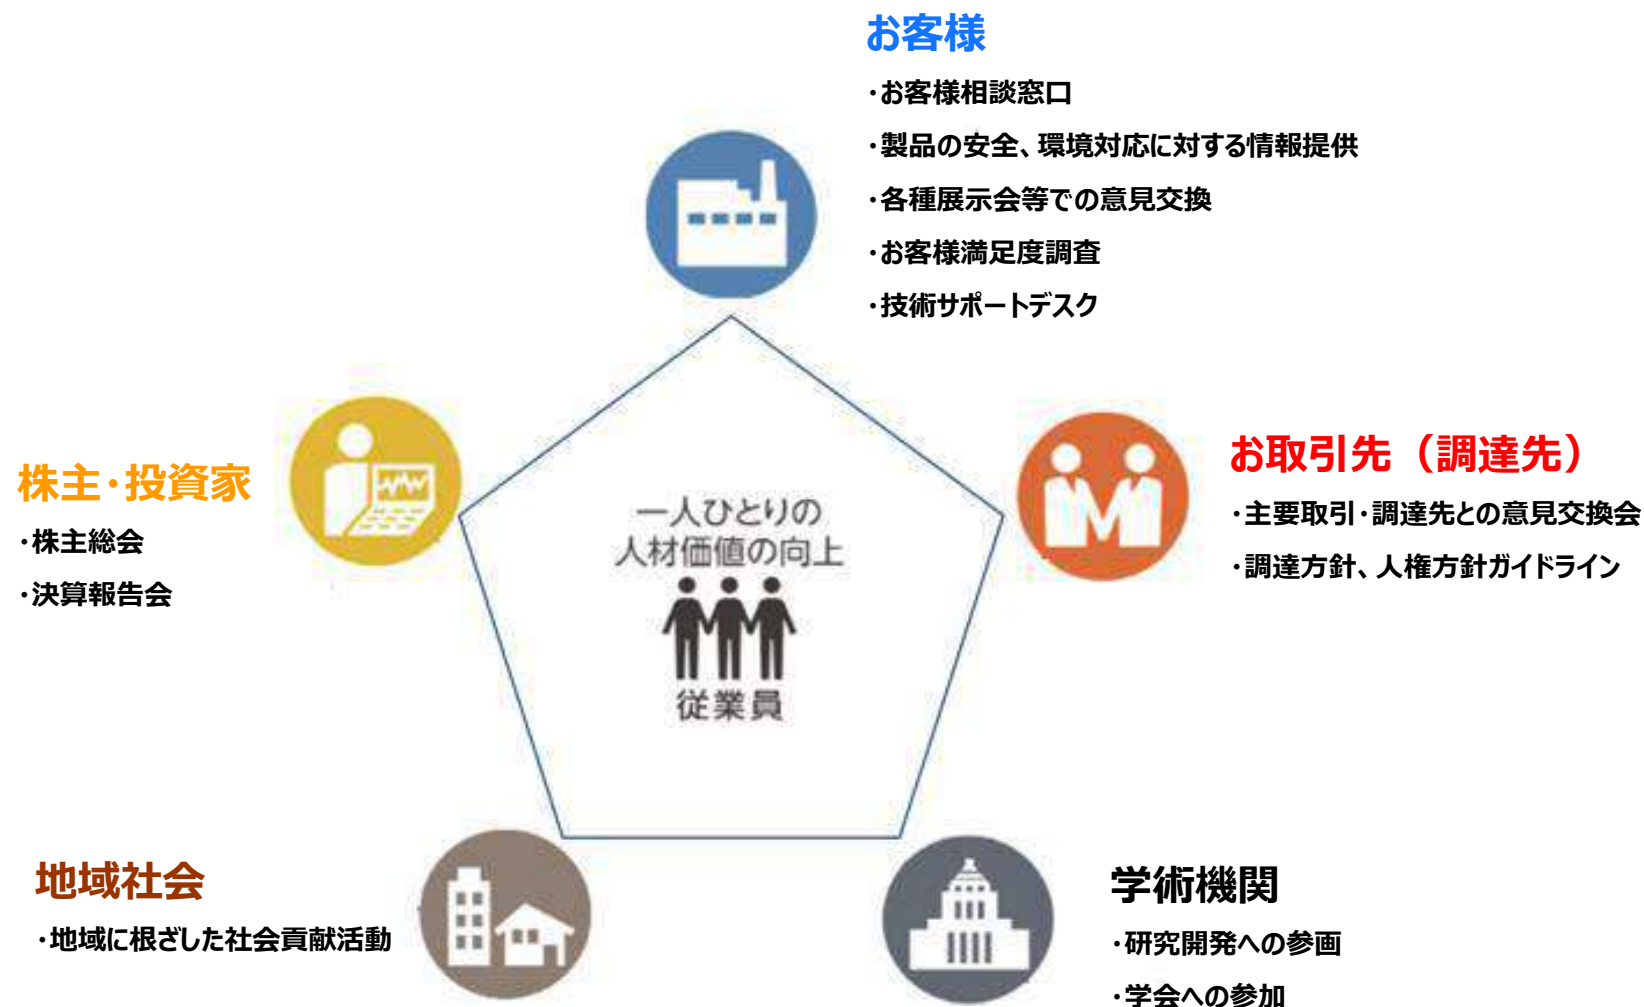 お客様
・お客様相談窓口
・製品の安全、環境対応に対する情報提供
・各種展示会等での意見交換
・お客様満足度調査
・技術サポートデスク
株主・投資家
・株主総会
・決算報告会
一人ひとりの
人材価値の向上
従業員
お取引先（調達先）
・主要取引・調達先との意見交換会
・調達方針、人権方針ガイドライン
地域社会
・地域に根ざした社会貢献活動
学術機関
・研究開発への参画
・学会への参加